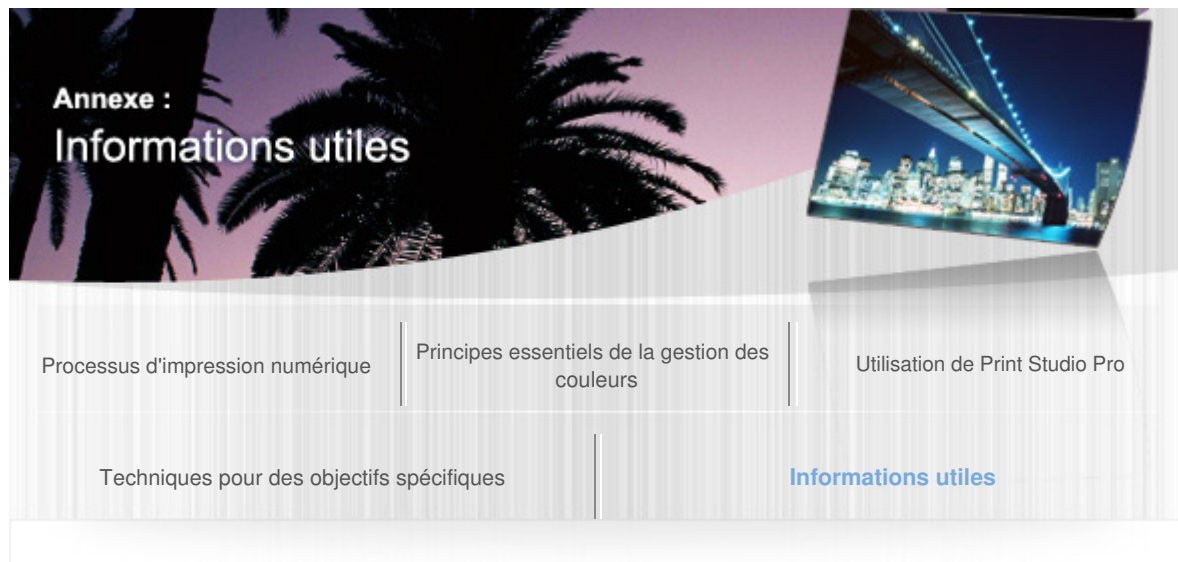 Annexe :
Informations utiles
Processus d'impression numérique
Principes essentiels de la gestion des
couleurs
Utilisation de Print Studio Pro
Techniques pour des objectifs spécifiques
Informations utiles